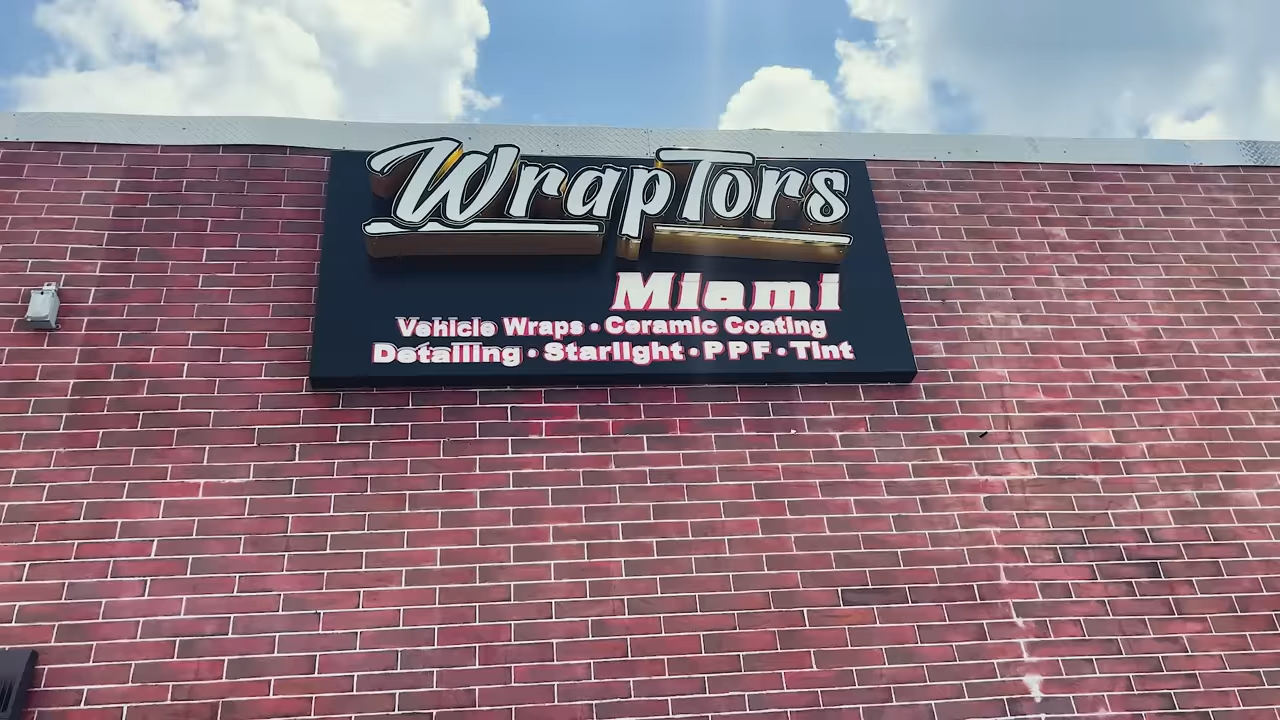 WrapTors
Miami
Vehicle Wraps • Ceramic Coating
Detailing • Starlight • PPF • Tint